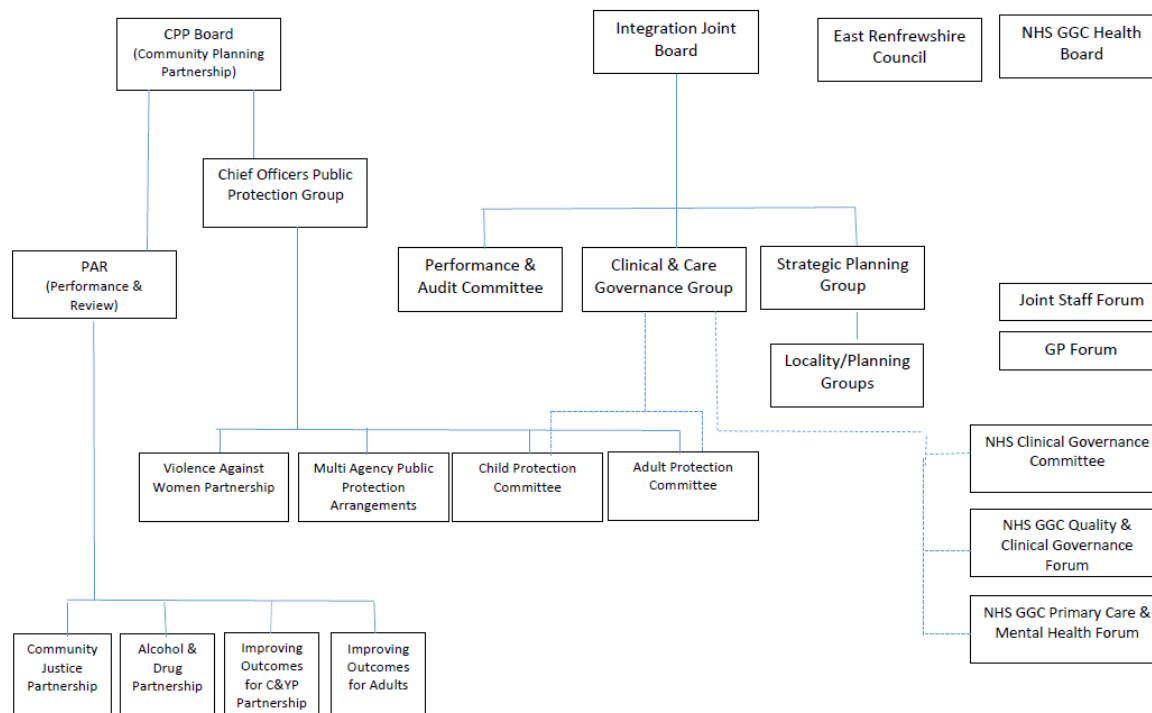 CPP Board
(Community Planning
Partnership)
Integration Joint
Board
East Renfrewshire
Council
NHS GGC Health
Board
Chief Officers Public
Protection Group
PAR
(Performance &
Review)
Performance &
Audit Committee
Clinical & Care
Governance Group
Strategic Planning
Group
Joint Staff Forum
GP Forum
Locality/Planning
Groups
Violence Against
Women Partnership
Multi Agency Public
Protection
Arrangements
Child Protection
Committee
Adult Protection
Committee
NHS Clinical Governance
Committee
NHS GGC Quality &
Clinical Governance
Forum
NHS GGC Primary Care &
Mental Health Forum
Community
Justice
Partnership
Alcohol &
Drug
Partnership
Improving
Outcomes
for C&YP
Partnership
Improving
Outcomes
for Adults